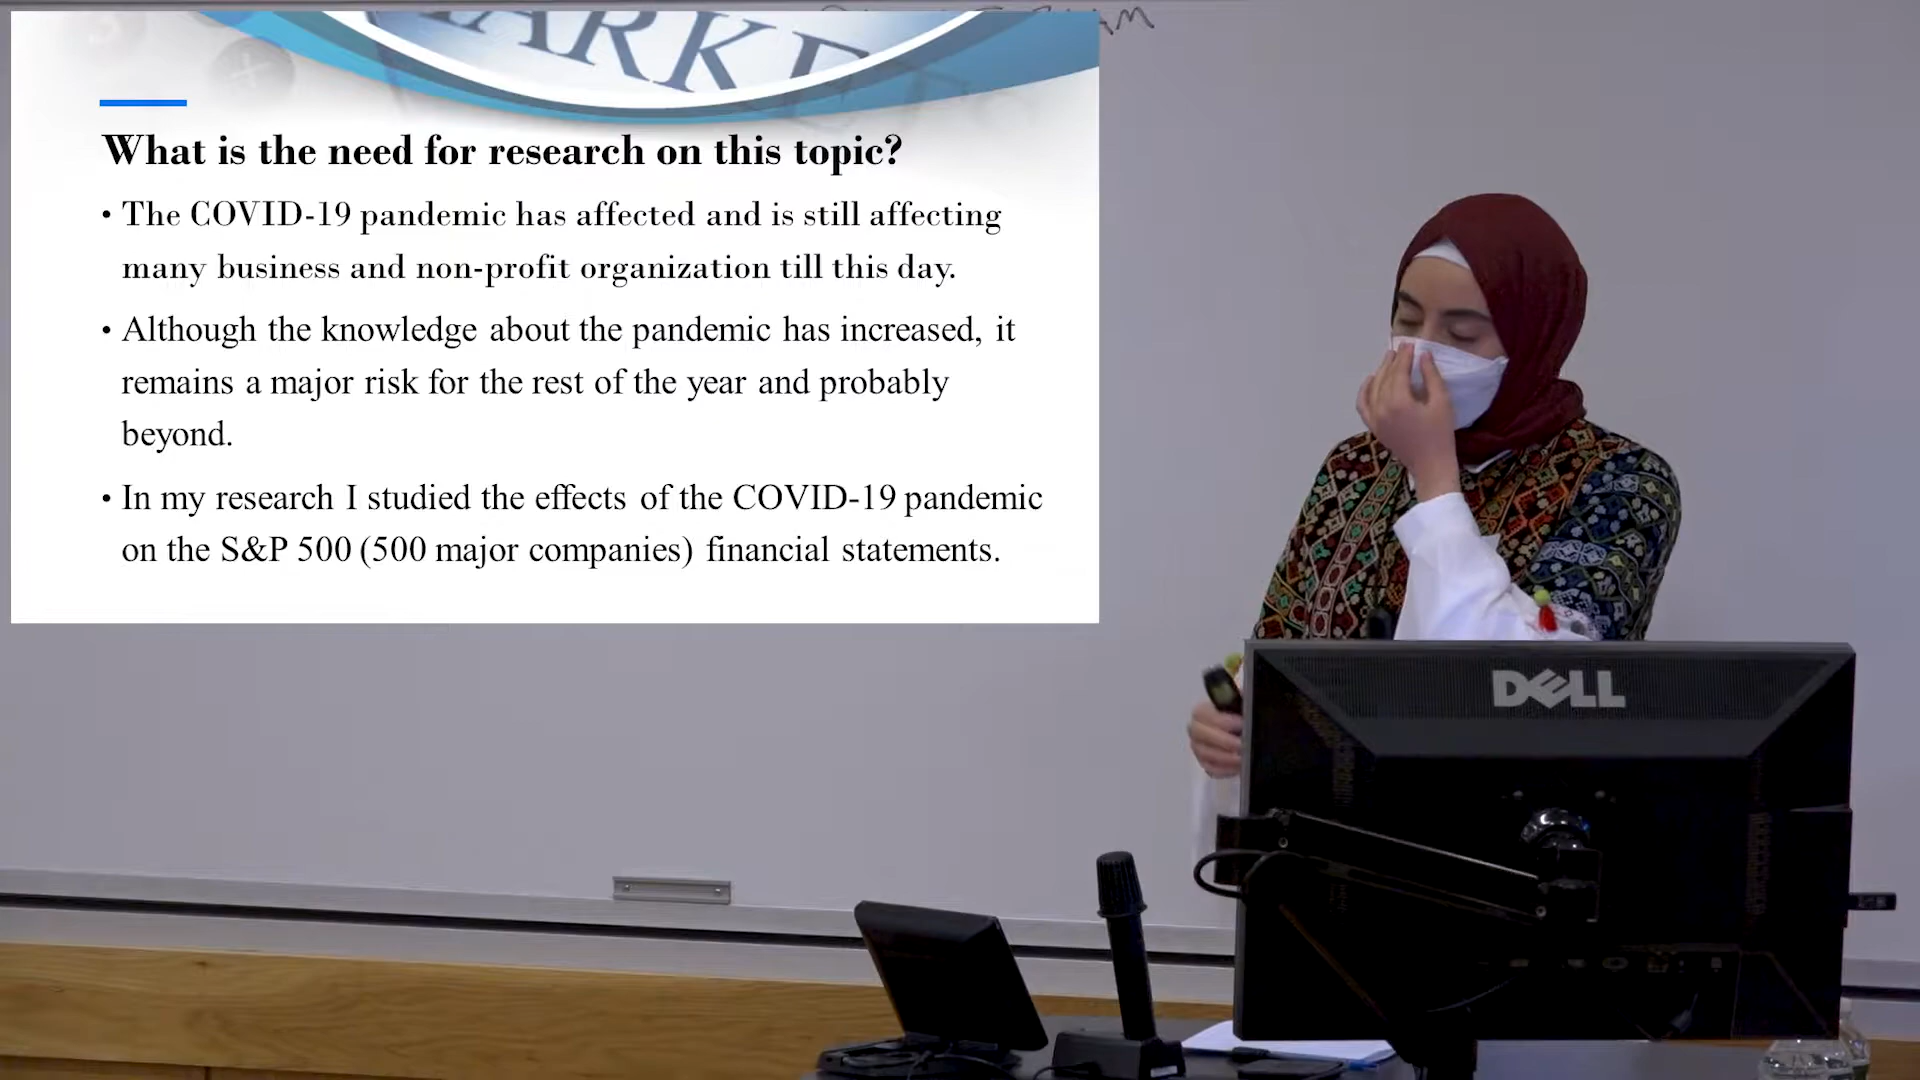 MARKET
What is the need for research on this topic?
• The COVID-19 pandemic has affected and is still affecting
many business and non-profit organization till this day.
• Although the knowledge about the pandemic has increased, it
remains a major risk for the rest of the year and probably
beyond.
• In my research I studied the effects of the COVID-19 pandemic
on the S&P 500 (500 major companies) financial statements.
DELL